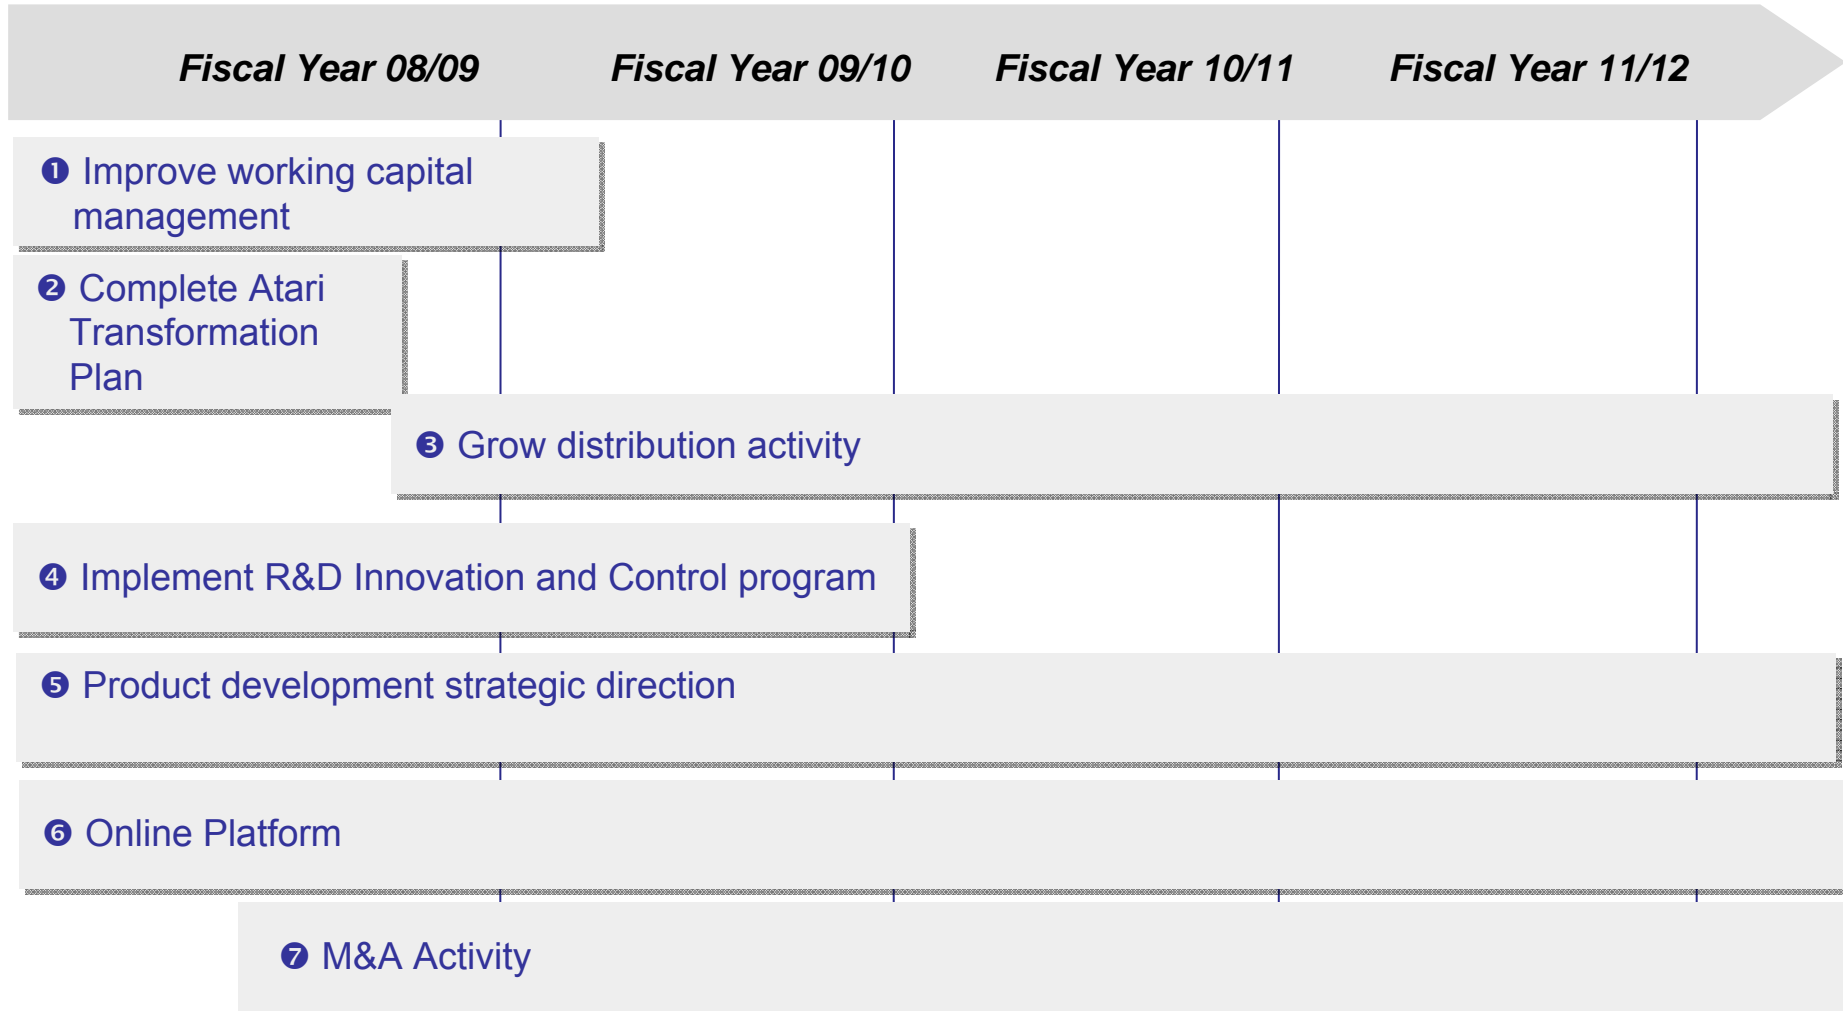 Fiscal Year 08/09 Fiscal Year 09/10 Fiscal Year 10/11 Fiscal Year 11/12
❶ Improve working capital
management
❷ Complete Atari
Transformation
Plan
❸ Grow distribution activity
❹ Implement R&D Innovation and Control program
❺ Product development strategic direction
❻ Online Platform
❼ M&A Activity